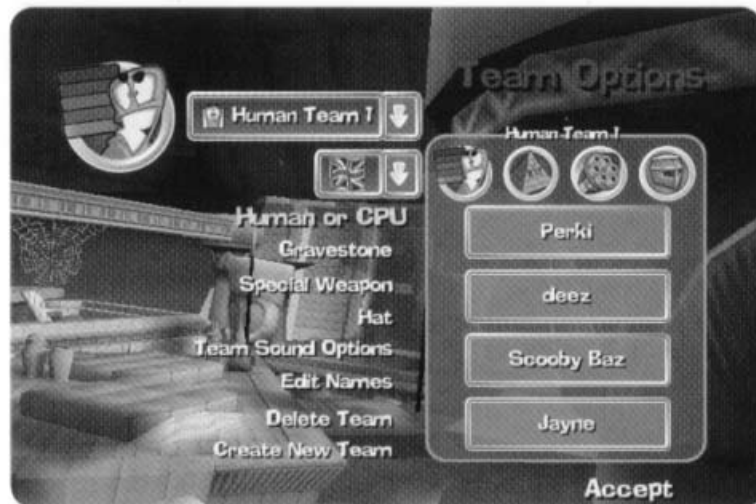 Team Options
Human Team 1
Human Team 1
Human or CPU
Gravestone
Special Weapon
Hat
Team Sound Options
Edit Names
Delete Team
Create New Team
Perki
deez
Scooby Baz
Jayne
Accept